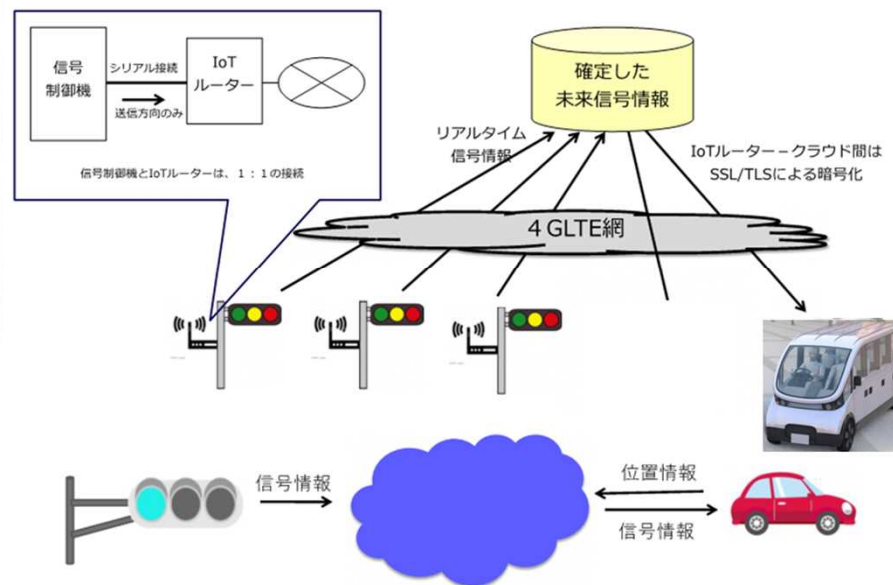 信号
制御機
シリアル接続
送信方向のみ
IoT
ルーター
信号制御機とIoTルーターは、１：１の接続
確定した
未来信号情報
リアルタイム
信号情報
IoTルーター－クラウド間は
SSL/TLSによる暗号化
４GLTE網
信号情報
位置情報
信号情報